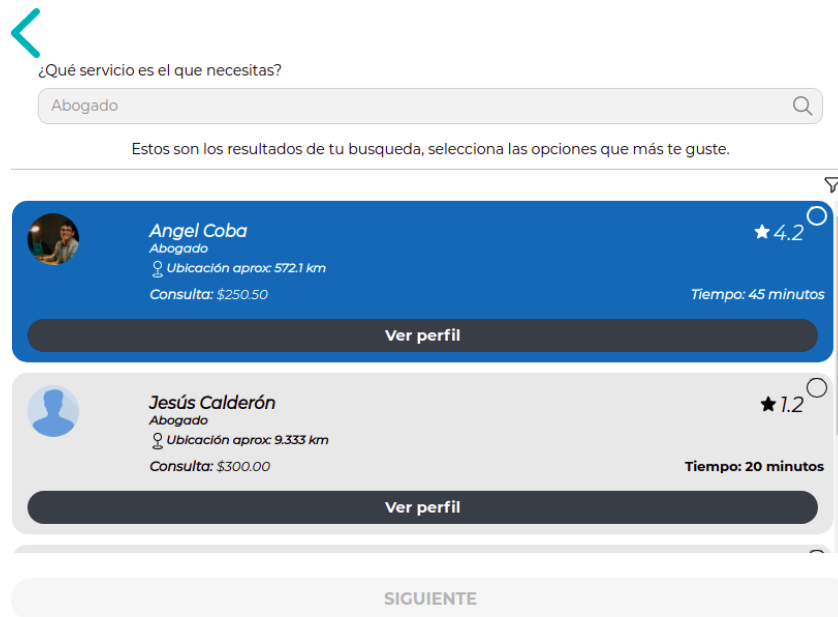 ¿Qué servicio es el que necesitas?
Abogado
Estos son los resultados de tu busqueda, selecciona las opciones que más te guste.
Angel Coba
4.2
Abogado
Ubicación aprox: 572.1 km
Consulta: $250.50
Tiempo: 45 minutos
Ver perfil
Jesús Calderón
1.2
Abogado
Ubicación aprox: 9.333 km
Consulta: $300.00
Tiempo: 20 minutos
Ver perfil
SIGUIENTE